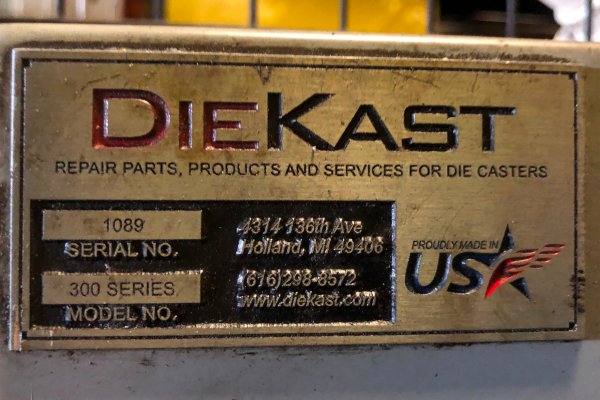 DIEKAST
REPAIR PARTS, PRODUCTS AND SERVICES FOR DIE CASTERS
1089
SERIAL NO.
300 SERIES
MODEL NO.
4314 136th Ave
Holland, MI 49406
(616)298-8572
www.diekast.com
PROUDLY MADE IN
USA